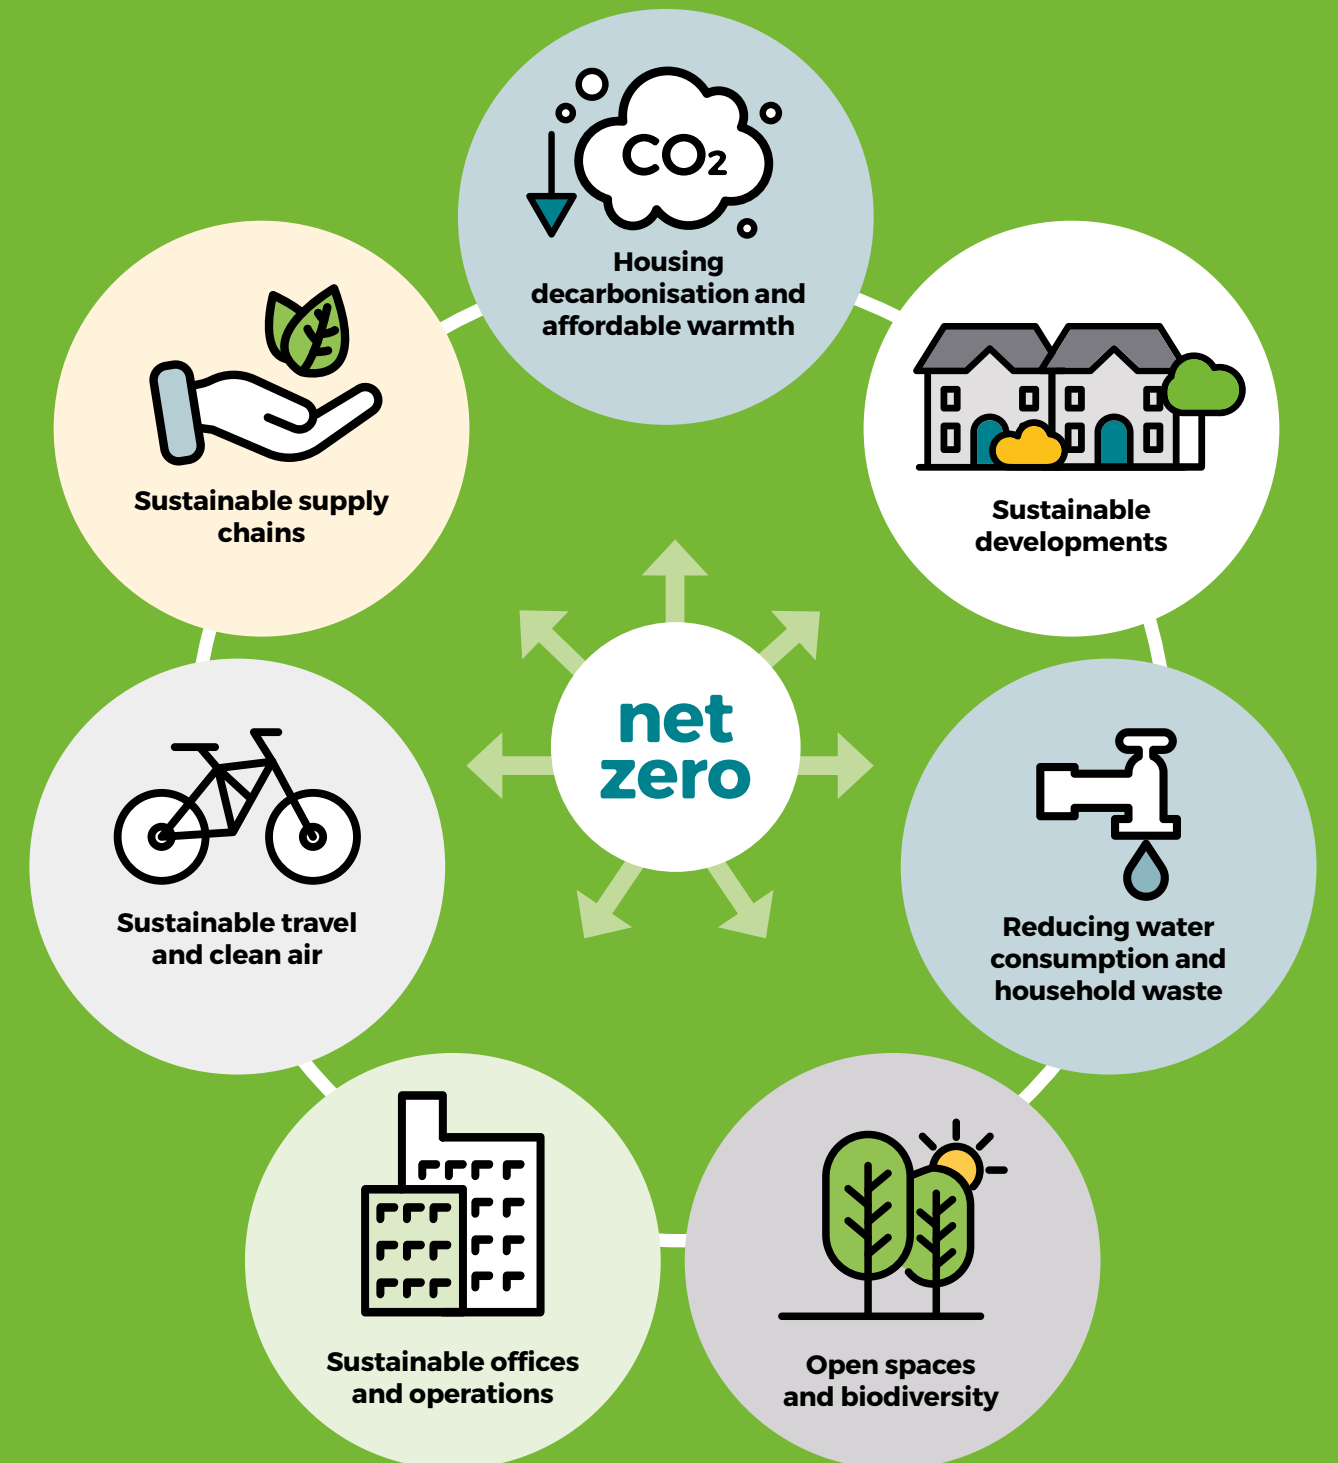 CO₂
Housing
decarbonisation and
affordable warmth
Sustainable
developments
Reducing water
consumption and
household waste
Open spaces
and biodiversity
Sustainable offices
and operations
Sustainable travel
and clean air
Sustainable supply
chains
net
zero